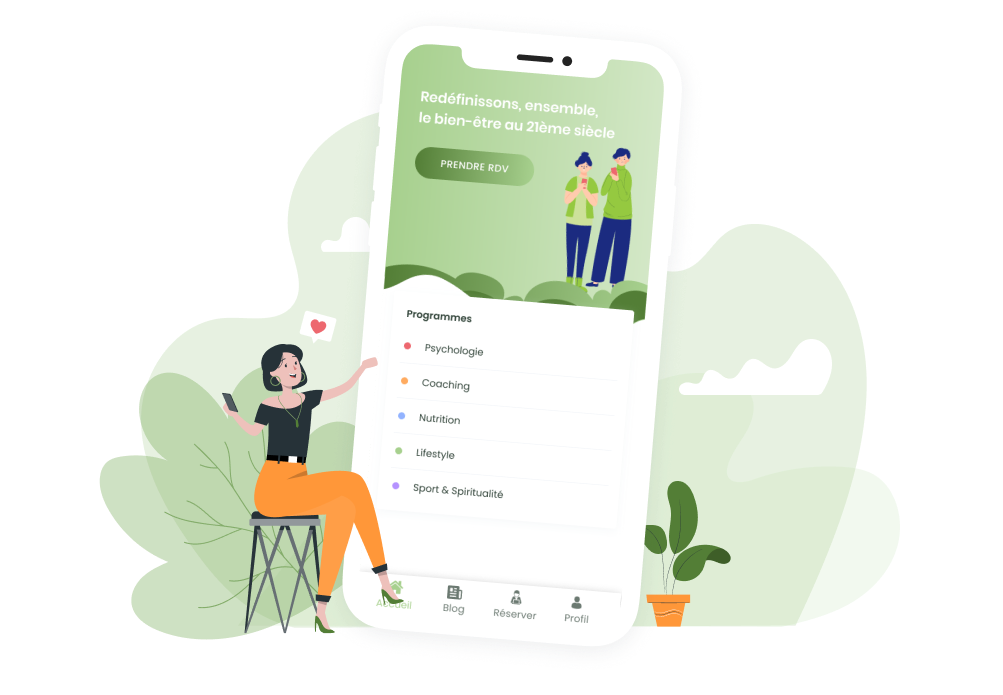 Redéfinissons, ensemble,
le bien-être au 21ème siècle
PRENDRE RDV
Programmes
Psychologie
Coaching
Nutrition
Lifestyle
Sport & Spiritualité
Accueil
Blog
Réserver
Profil